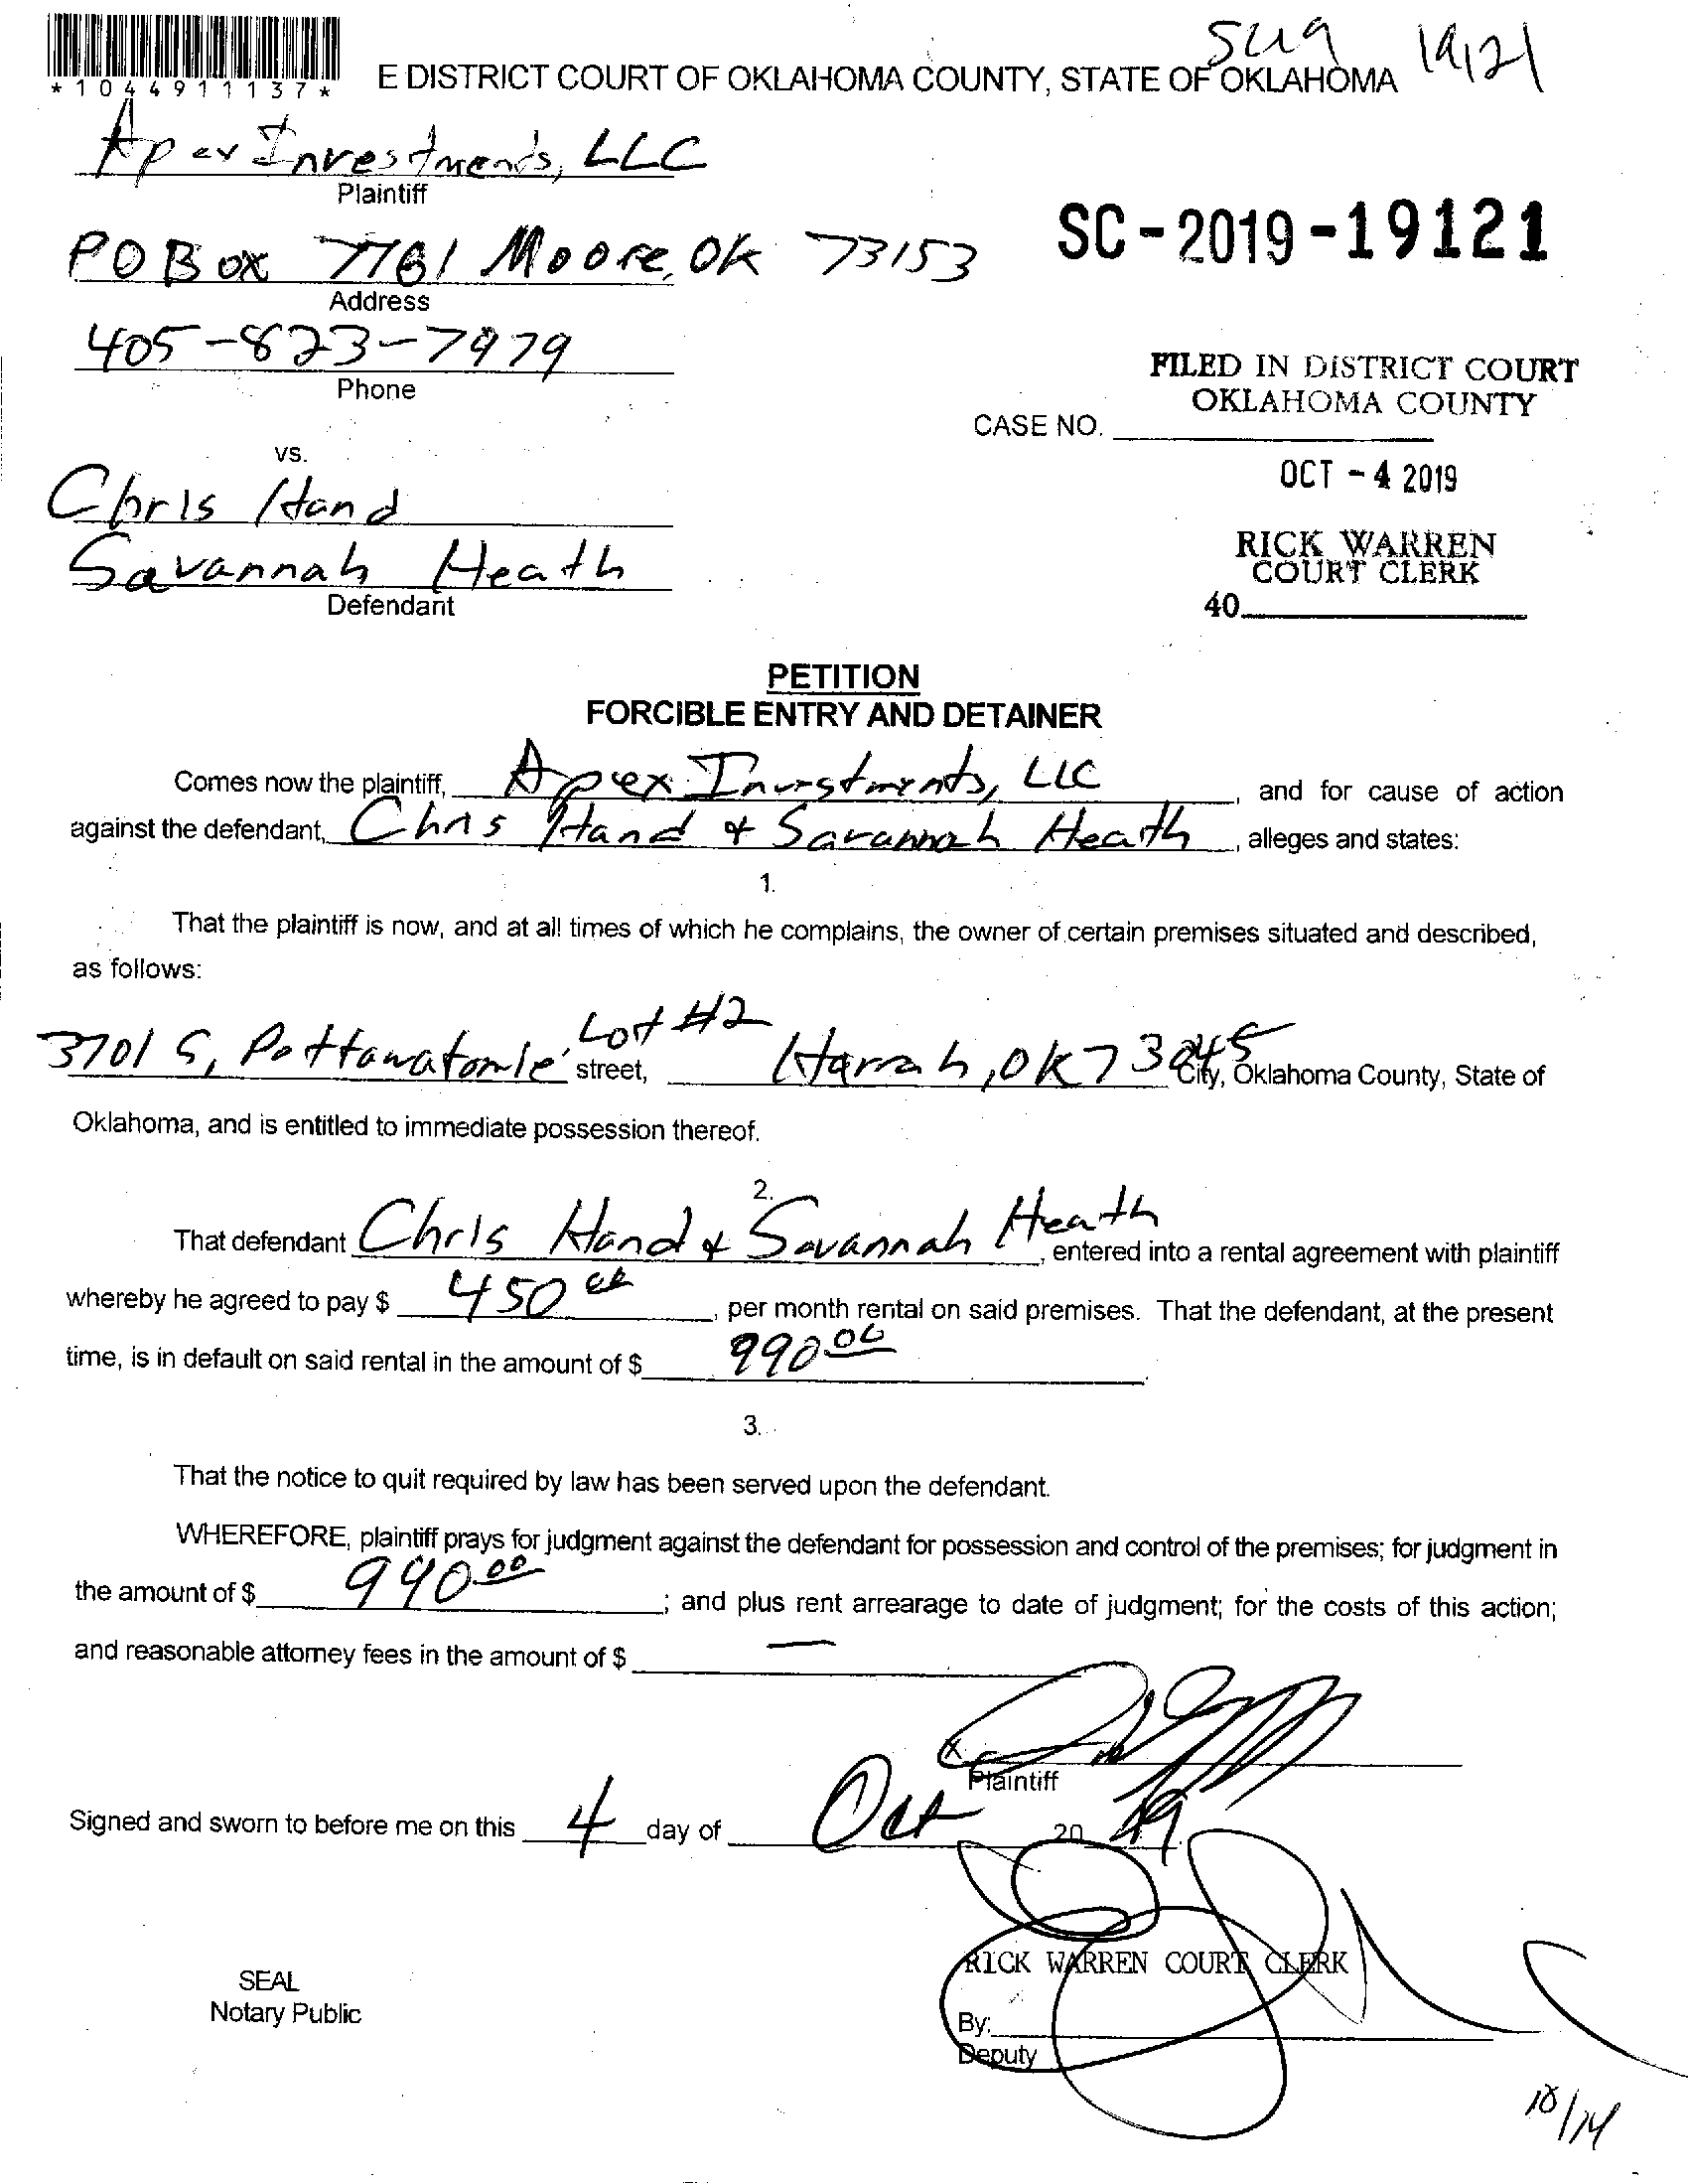 *1044911137*
E DISTRICT COURT OF OKLAHOMA COUNTY, STATE OF OKLAHOMA
Apex Investments, LLC
Plaintiff
SC-2019-19121
PO Box 7761 Moore, OK 73153
Address
405-823-7979
Phone
FILED IN DISTRICT COURT
OKLAHOMA COUNTY
CASE NO.
vs.
OCT - 4 2019
Chris Hand
RICK WARREN
COURT CLERK
Savannah Heath
Defendant
40
PETITION
FORCIBLE ENTRY AND DETAINER
Comes now the plaintiff, Apex Investments, LLC, and for cause of action
against the defendant, Chris Hand & Savannah Heath, alleges and states:
1.
That the plaintiff is now, and at all times of which he complains, the owner of certain premises situated and described,
as follows:
3701 S, Pottawatomie Lot #2 street, Harrah, OK 73045 City, Oklahoma County, State of
Oklahoma, and is entitled to immediate possession thereof.
2.
That defendant Chris Hand & Savannah Heath, entered into a rental agreement with plaintiff
whereby he agreed to pay $ 450, per month rental on said premises. That the defendant, at the present
time, is in default on said rental in the amount of $ 990.00.
3.
That the notice to quit required by law has been served upon the defendant.
WHEREFORE, plaintiff prays for judgment against the defendant for possession and control of the premises; for judgment in
the amount of $ 990.00; and plus rent arrearage to date of judgment; for the costs of this action;
and reasonable attorney fees in the amount of $ —
X
Plaintiff
Signed and sworn to before me on this 4 day of Oct 20 19
RICK WARREN COURT CLERK
SEAL
Notary Public
By:
Deputy
10/14